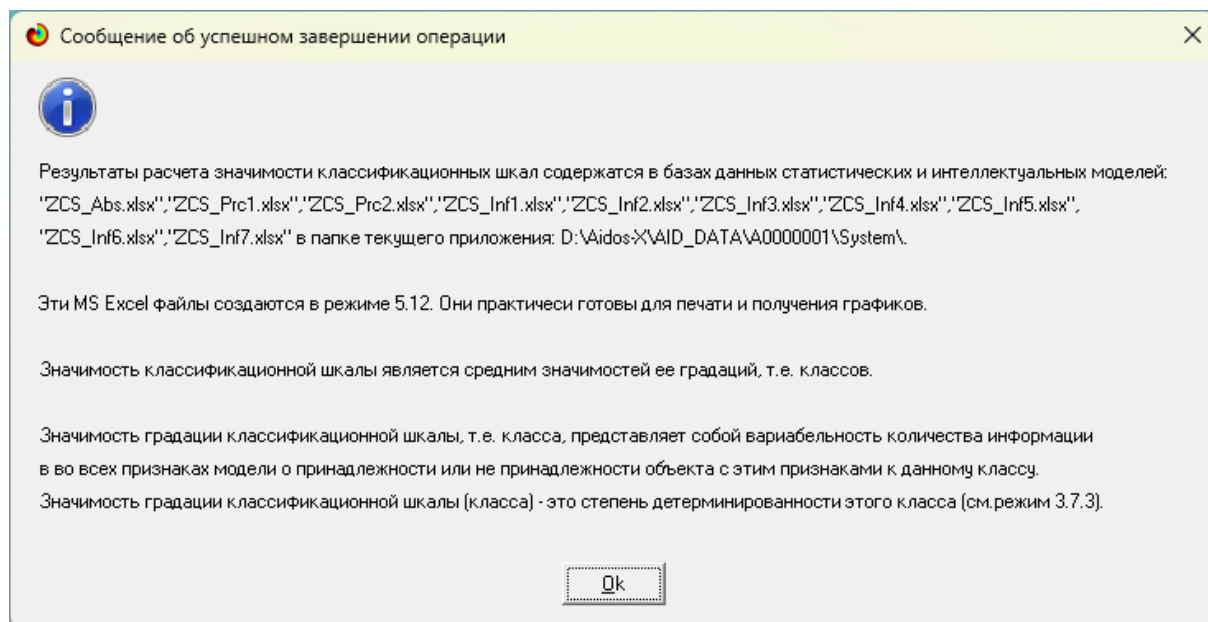 Сообщение об успешном завершении операции
Результаты расчета значимости классификационных шкал содержатся в базах данных статистических и интеллектуальных моделей:
"ZCS_Abs.xlsx","ZCS_Prc1.xlsx","ZCS_Prc2.xlsx","ZCS_Inf1.xlsx","ZCS_Inf2.xlsx","ZCS_Inf3.xlsx","ZCS_Inf4.xlsx","ZCS_Inf5.xlsx",
"ZCS_Inf6.xlsx","ZCS_Inf7.xlsx" в папке текущего приложения: D:\Aidos-X\AID_DATA\A0000001\System\.
Эти MS Excel файлы создаются в режиме 5.12. Они практичеси готовы для печати и получения графиков.
Значимость классификационной шкалы является средним значимостей ее градаций, т.е. классов.
Значимость градации классификационной шкалы, т.е. класса, представляет собой вариабельность количества информации
в во всех признаках модели о принадлежности или не принадлежности объекта с этим признаками к данному классу.
Значимость градации классификационной шкалы (класса) - это степень детерминированности этого класса (см.режим 3.7.3).
Ok